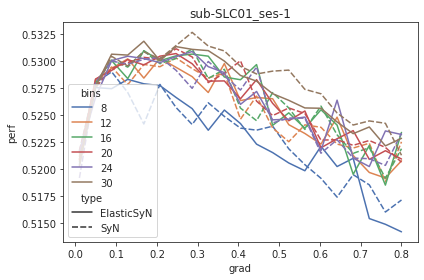 sub-SLC01_ses-1
0.5325
0.5300
0.5275
0.5250
0.5225
0.5200
0.5175
0.5150
perf
bins
8
12
16
20
24
30
type
ElasticSyN
SyN
0.0 0.1 0.2 0.3 0.4 0.5 0.6 0.7 0.8
grad